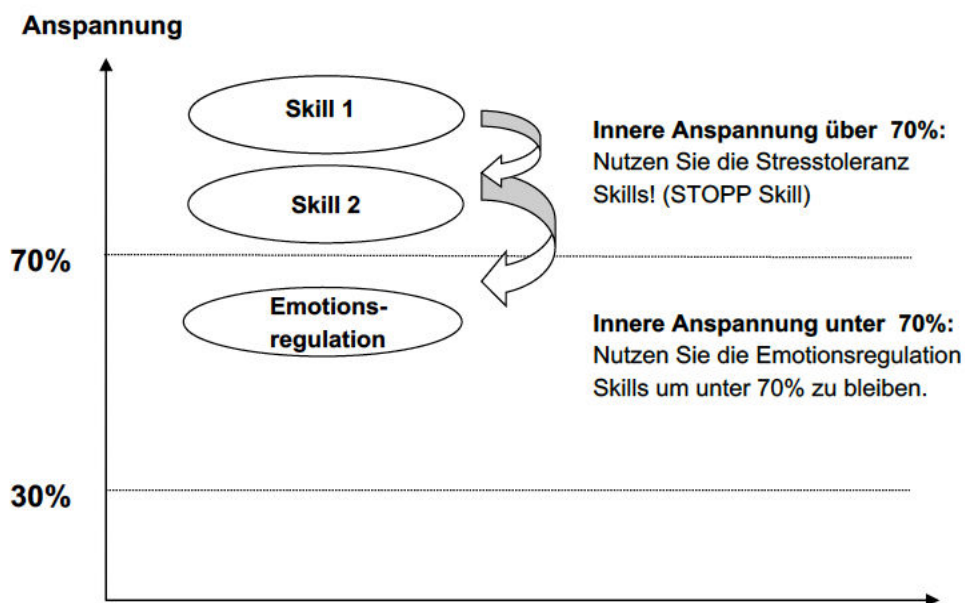 Anspannung
Skill 1
Innere Anspannung über 70%:
Nutzen Sie die Stresstoleranz
Skills! (STOPP Skill)
Skill 2
70%
Emotions-
regulation
Innere Anspannung unter 70%:
Nutzen Sie die Emotionsregulation
Skills um unter 70% zu bleiben.
30%